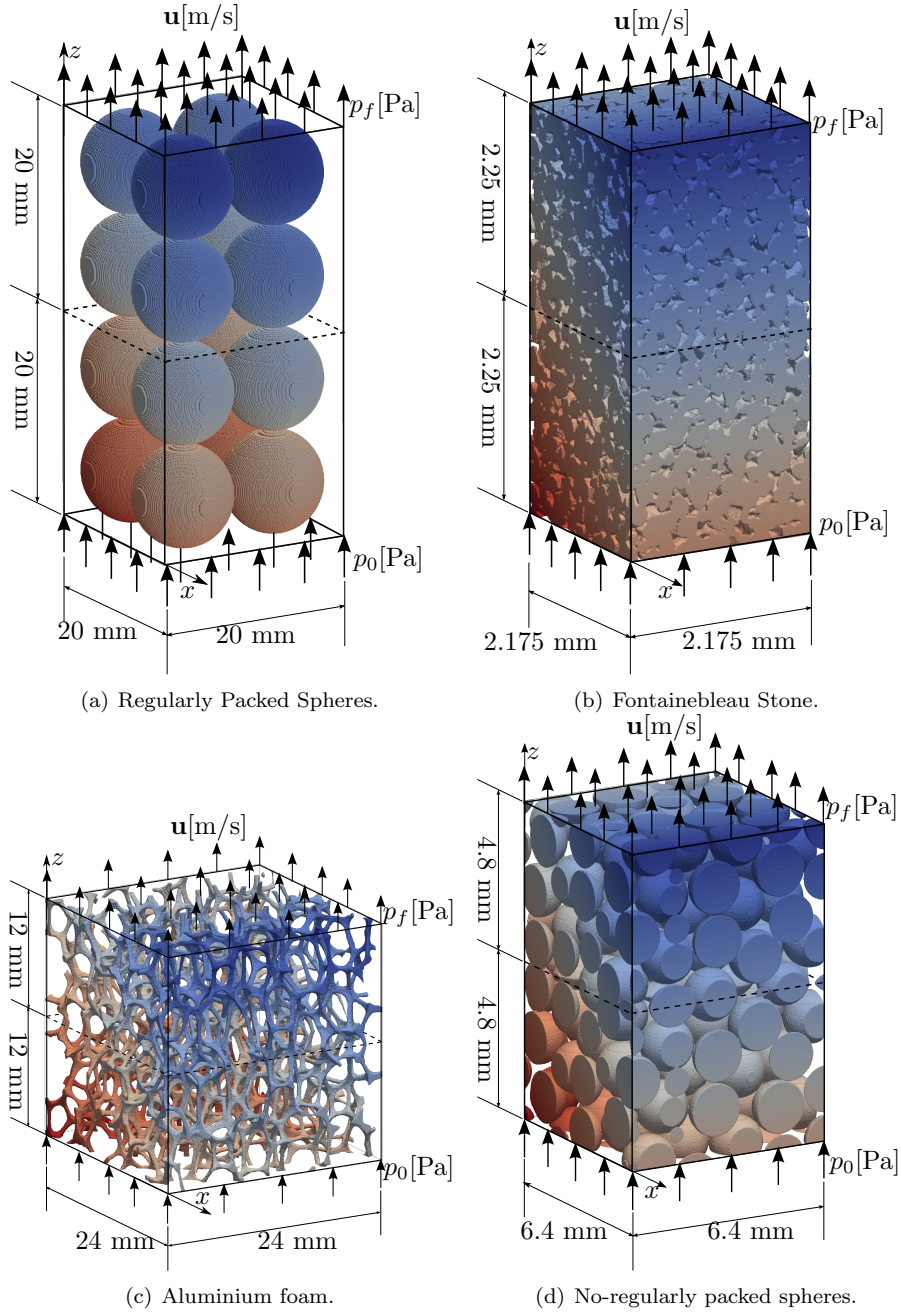 u[m/s]
z
p_f[Pa]
20 mm
20 mm
p_0[Pa]
x
20 mm
20 mm
(a) Regularly Packed Spheres.
u[m/s]
z
p_f[Pa]
2.25 mm
2.25 mm
p_0[Pa]
x
2.175 mm
2.175 mm
(b) Fontainebleau Stone.
u[m/s]
z
p_f[Pa]
12 mm
12 mm
p_0[Pa]
x
24 mm
24 mm
(c) Aluminium foam.
u[m/s]
z
p_f[Pa]
4.8 mm
4.8 mm
p_0[Pa]
x
6.4 mm
6.4 mm
(d) No-regularly packed spheres.